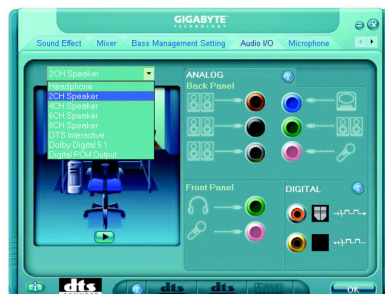 GIGABYTE
TECHNOLOGY
Sound Effect Mixer Bass Management Setting Audio I/O Microphone
2CH Speaker
Headphone
2CH Speaker
4CH Speaker
6CH Speaker
8CH Speaker
DTS Interactive
Dolby Digital 5.1
Digital PCM Output
ANALOG
Back Panel
Front Panel
DIGITAL
dts dts dts
OK